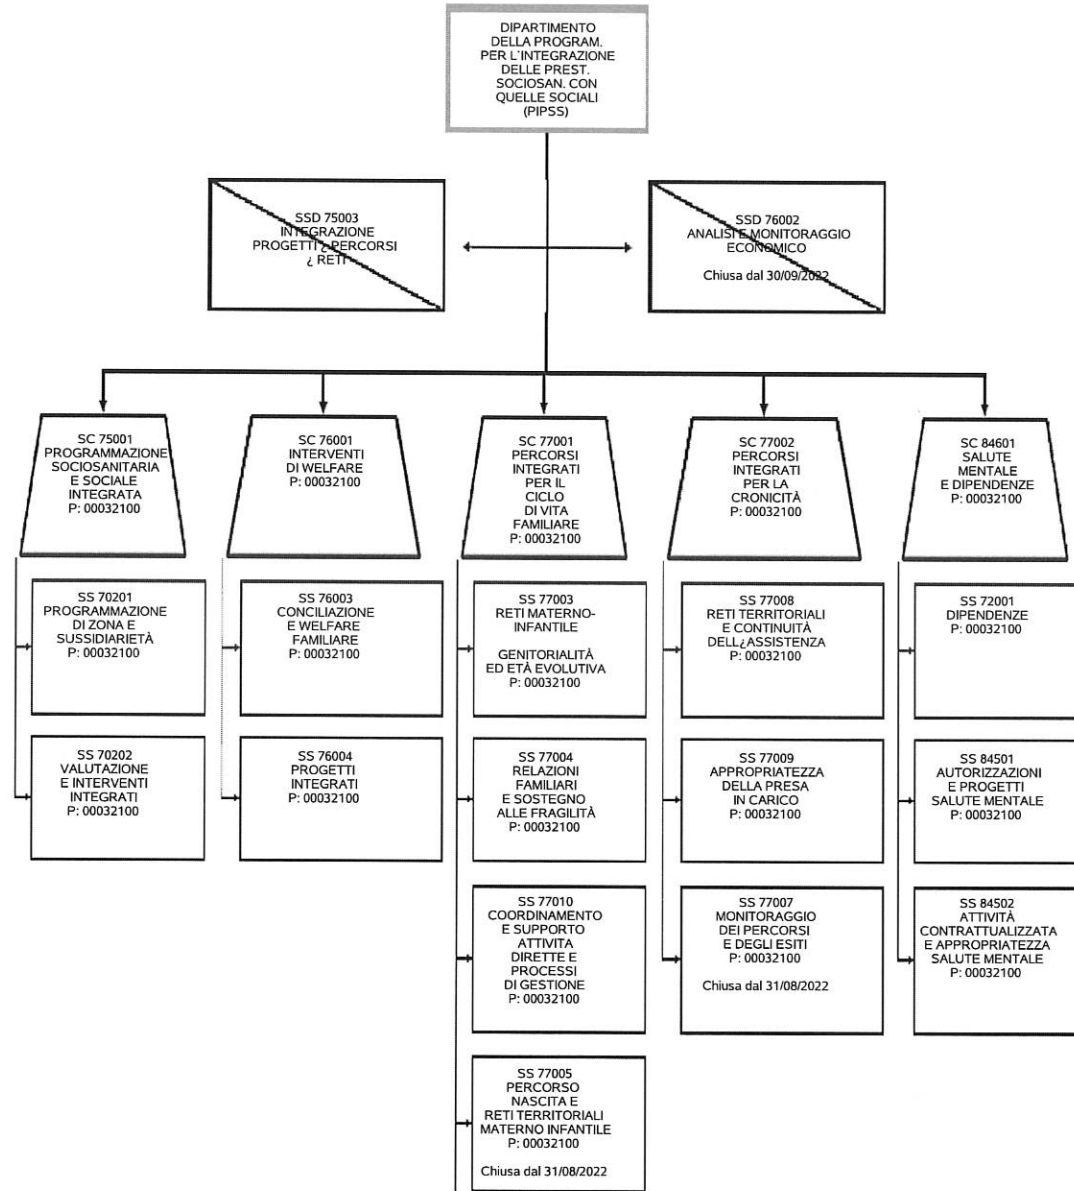 DIPARTIMENTO
DELLA PROGRAM.
PER L'INTEGRAZIONE
DELLE PREST.
SOCIOSAN. CON
QUELLE SOCIALI
(PIPSS)
SSD 75003
INTEGRAZIONE
PROGETTI ¿ PERCORSI
¿ RETI
SSD 76002
ANALISI E MONITORAGGIO
ECONOMICO
Chiusa dal 30/09/2022
SC 75001
PROGRAMMAZIONE
SOCIOSANITARIA
E SOCIALE
INTEGRATA
P: 00032100
SC 76001
INTERVENTI
DI WELFARE
P: 00032100
SC 77001
PERCORSI
INTEGRATI
PER IL
CICLO
DI VITA
FAMILIARE
P: 00032100
SC 77002
PERCORSI
INTEGRATI
PER LA
CRONICITÀ
P: 00032100
SC 84601
SALUTE
MENTALE
E DIPENDENZE
P: 00032100
SS 70201
PROGRAMMAZIONE
DI ZONA E
SUSSIDIARIETÀ
P: 00032100
SS 76003
CONCILIAZIONE
E WELFARE
FAMILIARE
P: 00032100
SS 77003
RETI MATERNO-
INFANTILE
GENITORIALITÀ
ED ETÀ EVOLUTIVA
P: 00032100
SS 77008
RETI TERRITORIALI
E CONTINUITÀ
DELL¿ASSISTENZA
P: 00032100
SS 72001
DIPENDENZE
P: 00032100
SS 70202
VALUTAZIONE
E INTERVENTI
INTEGRATI
P: 00032100
SS 76004
PROGETTI
INTEGRATI
P: 00032100
SS 77004
RELAZIONI
FAMILIARI
E SOSTEGNO
ALLE FRAGILITÀ
P: 00032100
SS 77009
APPROPRIATEZZA
DELLA PRESA
IN CARICO
P: 00032100
SS 84501
AUTORIZZAZIONI
E PROGETTI
SALUTE MENTALE
P: 00032100
SS 77010
COORDINAMENTO
E SUPPORTO
ATTIVITA
DIRETTE E
PROCESSI
DI GESTIONE
P: 00032100
SS 77007
MONITORAGGIO
DEI PERCORSI
E DEGLI ESITI
P: 00032100
Chiusa dal 31/08/2022
SS 84502
ATTIVITÀ
CONTRATTUALIZZATA
E APPROPRIATEZZA
SALUTE MENTALE
P: 00032100
SS 77005
PERCORSO
NASCITA E
RETI TERRITORIALI
MATERNO INFANTILE
P: 00032100
Chiusa dal 31/08/2022